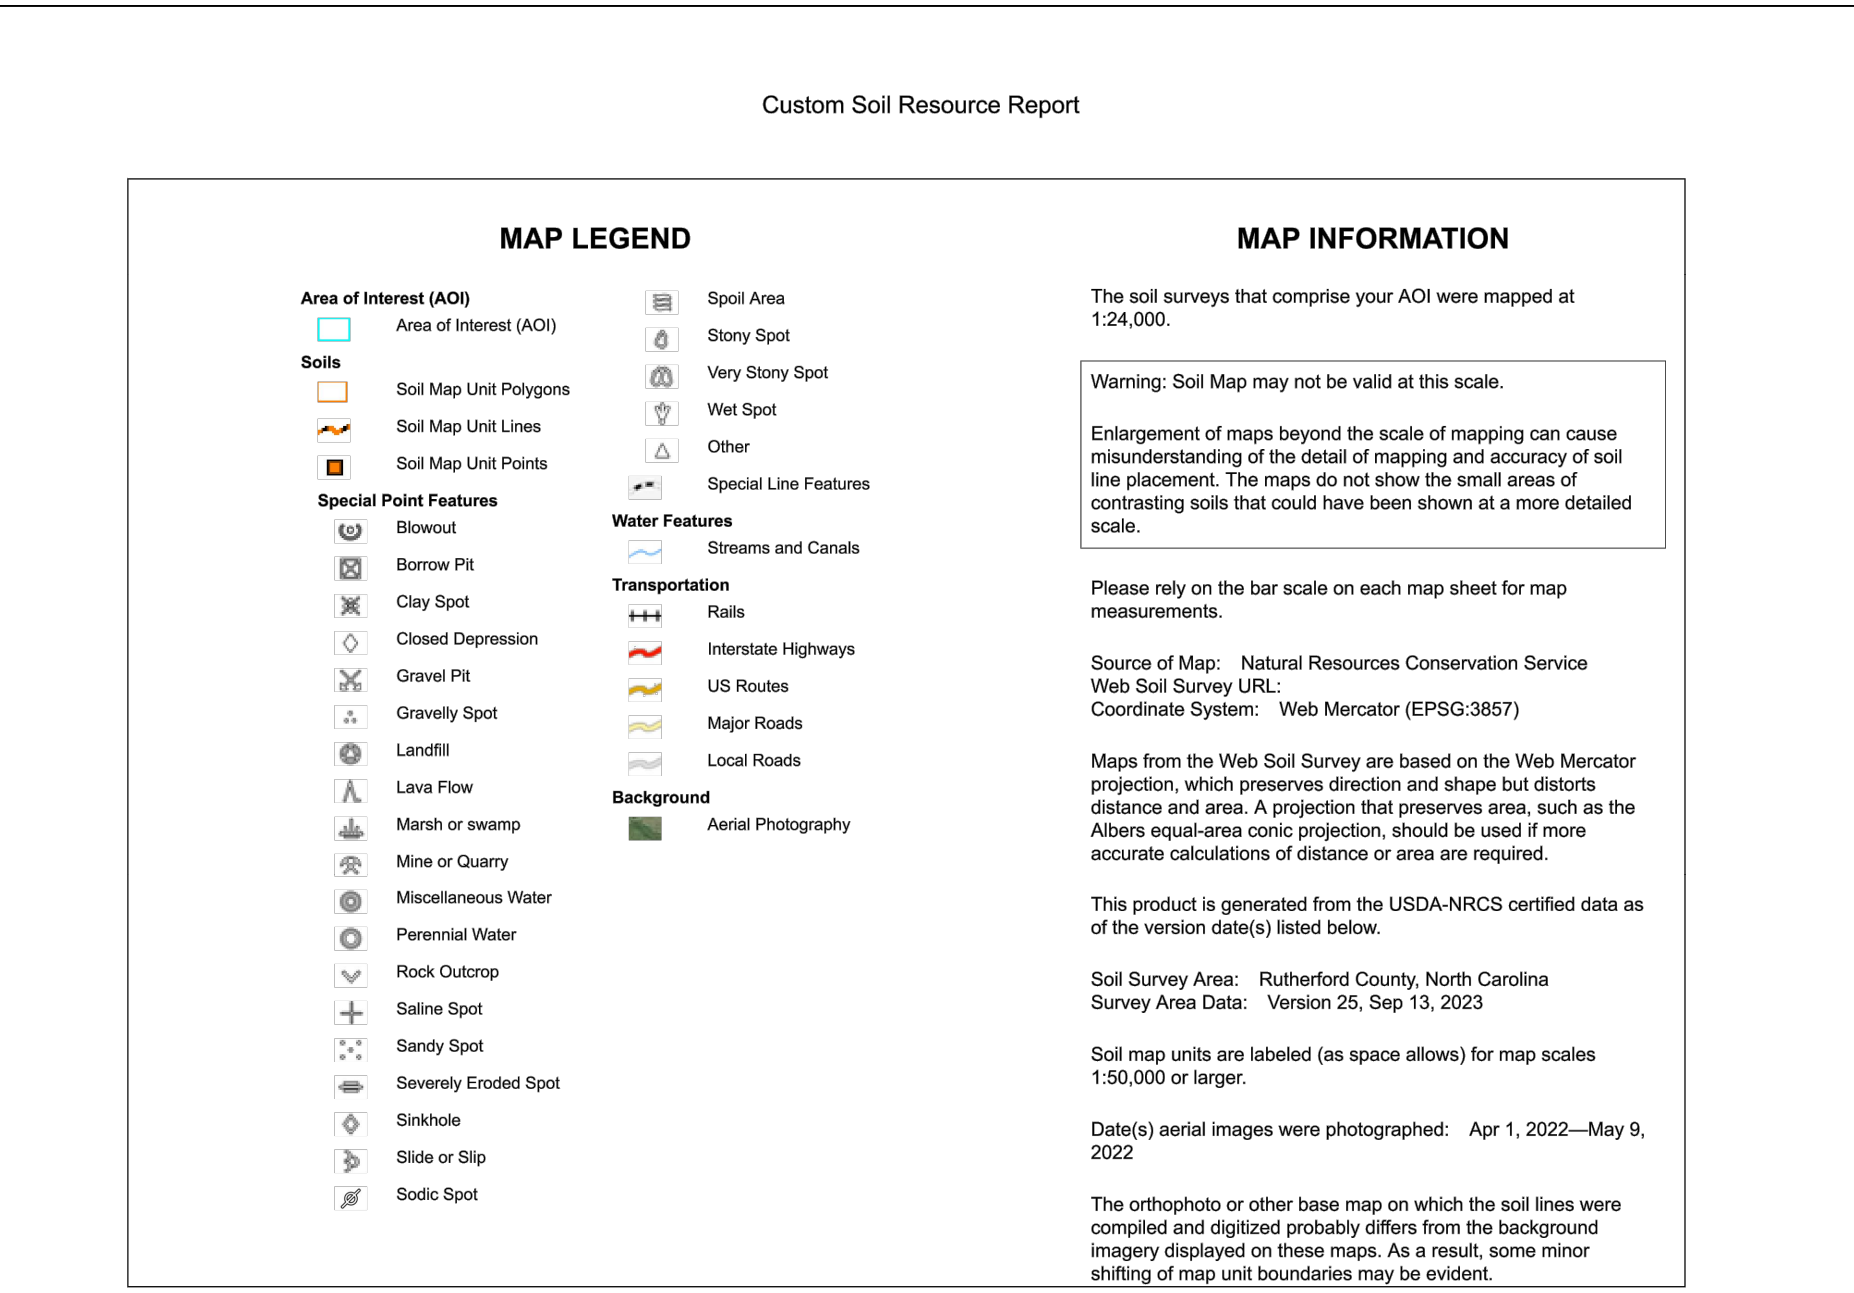 Custom Soil Resource Report
MAP LEGEND
Area of Interest (AOI)
Area of Interest (AOI)
Soils
Soil Map Unit Polygons
Soil Map Unit Lines
Soil Map Unit Points
Special Point Features
Blowout
Borrow Pit
Clay Spot
Closed Depression
Gravel Pit
Gravelly Spot
Landfill
Lava Flow
Marsh or swamp
Mine or Quarry
Miscellaneous Water
Perennial Water
Rock Outcrop
Saline Spot
Sandy Spot
Severely Eroded Spot
Sinkhole
Slide or Slip
Sodic Spot
Spoil Area
Stony Spot
Very Stony Spot
Wet Spot
Other
Special Line Features
Water Features
Streams and Canals
Transportation
Rails
Interstate Highways
US Routes
Major Roads
Local Roads
Background
Aerial Photography
MAP INFORMATION
The soil surveys that comprise your AOI were mapped at
1:24,000.
Warning: Soil Map may not be valid at this scale.
Enlargement of maps beyond the scale of mapping can cause
misunderstanding of the detail of mapping and accuracy of soil
line placement. The maps do not show the small areas of
contrasting soils that could have been shown at a more detailed
scale.
Please rely on the bar scale on each map sheet for map
measurements.
Source of Map: Natural Resources Conservation Service
Web Soil Survey URL:
Coordinate System: Web Mercator (EPSG:3857)
Maps from the Web Soil Survey are based on the Web Mercator
projection, which preserves direction and shape but distorts
distance and area. A projection that preserves area, such as the
Albers equal-area conic projection, should be used if more
accurate calculations of distance or area are required.
This product is generated from the USDA-NRCS certified data as
of the version date(s) listed below.
Soil Survey Area: Rutherford County, North Carolina
Survey Area Data: Version 25, Sep 13, 2023
Soil map units are labeled (as space allows) for map scales
1:50,000 or larger.
Date(s) aerial images were photographed: Apr 1, 2022—May 9,
2022
The orthophoto or other base map on which the soil lines were
compiled and digitized probably differs from the background
imagery displayed on these maps. As a result, some minor
shifting of map unit boundaries may be evident.